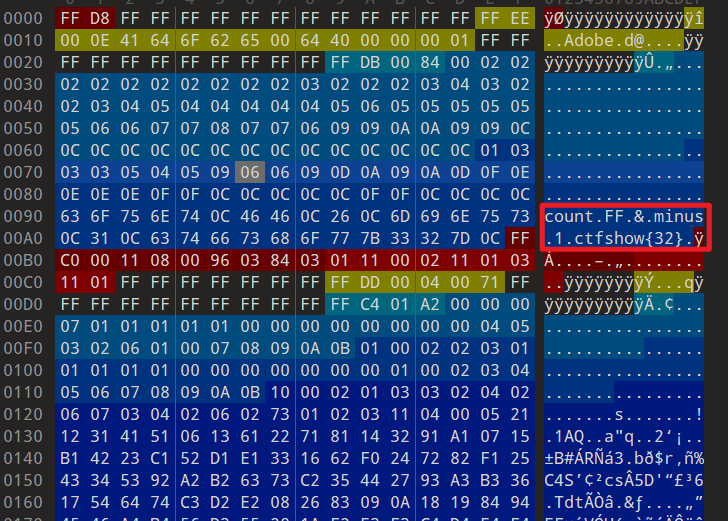 0000 FF D8 FF FF FF FF FF FF FF FF FF FF FF FF FF EE ÿØÿÿÿÿÿÿÿÿÿÿÿÿÿî
0010 00 0E 41 64 6F 62 65 00 64 40 00 00 00 01 FF FF ..Adobe.d@....ÿÿ
0020 FF FF FF FF FF FF FF FF FF FF DB 00 84 00 02 02 ÿÿÿÿÿÿÿÿÿÿÛ.„...
0030 02 02 02 02 02 02 02 02 03 02 02 02 03 04 03 02 ................
0040 02 03 04 05 04 04 04 04 04 04 05 06 05 05 05 05 ................
0050 05 06 06 07 07 08 07 07 06 09 09 0A 0A 09 09 0C ................
0060 0C 0C 0C 0C 0C 0C 0C 0C 0C 0C 0C 0C 0C 0C 01 03 ................
0070 03 03 05 04 05 09 06 06 09 0D 0A 09 0A 0D 0F 0E ................
0080 0E 0E 0F 0F 0C 0C 0C 0C 0C 0F 0F 0C 0C 0C 0C 0C ................
0090 63 6F 75 6E 74 0C 46 46 0C 26 0C 6D 69 6E 75 73 count.FF.&.minus
00A0 0C 31 0C 63 74 66 73 68 6F 77 7B 33 32 7D 0C FF .1.ctfshow{32}.ÿ
00B0 C0 00 11 08 00 96 03 84 03 01 11 00 02 11 01 03 À....–.„........
00C0 11 01 FF FF FF FF FF FF FF FF DD 00 04 00 71 FF ..ÿÿÿÿÿÿÿÿÝ...qÿ
00D0 FF FF FF FF FF FF FF FF FF FF C4 01 A2 00 00 00 ÿÿÿÿÿÿÿÿÿÿÄ.¢...
00E0 07 01 01 01 01 01 00 00 00 00 00 00 00 00 04 05 ................
00F0 03 02 06 01 00 07 08 09 0A 0B 01 00 02 02 03 01 ................
0100 01 01 01 01 00 00 00 00 00 00 00 01 00 02 03 04 ................
0110 05 06 07 08 09 0A 0B 10 00 02 01 03 03 02 04 02 ................
0120 06 07 03 04 02 06 02 73 01 02 03 11 04 00 05 21 .......s.......!
0130 12 31 41 51 06 13 61 22 71 81 14 32 91 A1 07 15 .1AQ..a"q..2‘¡..
0140 B1 42 23 C1 52 D1 E1 33 16 62 F0 24 72 82 F1 25 ±B#ÁRÑá3.bð$r‚ñ%
0150 43 34 53 92 A2 B2 63 73 C2 35 44 27 93 A3 B3 36 C4S’¢²csÂ5D'“£³6
0160 17 54 64 74 C3 D2 E2 08 26 83 09 0A 18 19 84 94 .TdtÃÒâ.&ƒ....„”